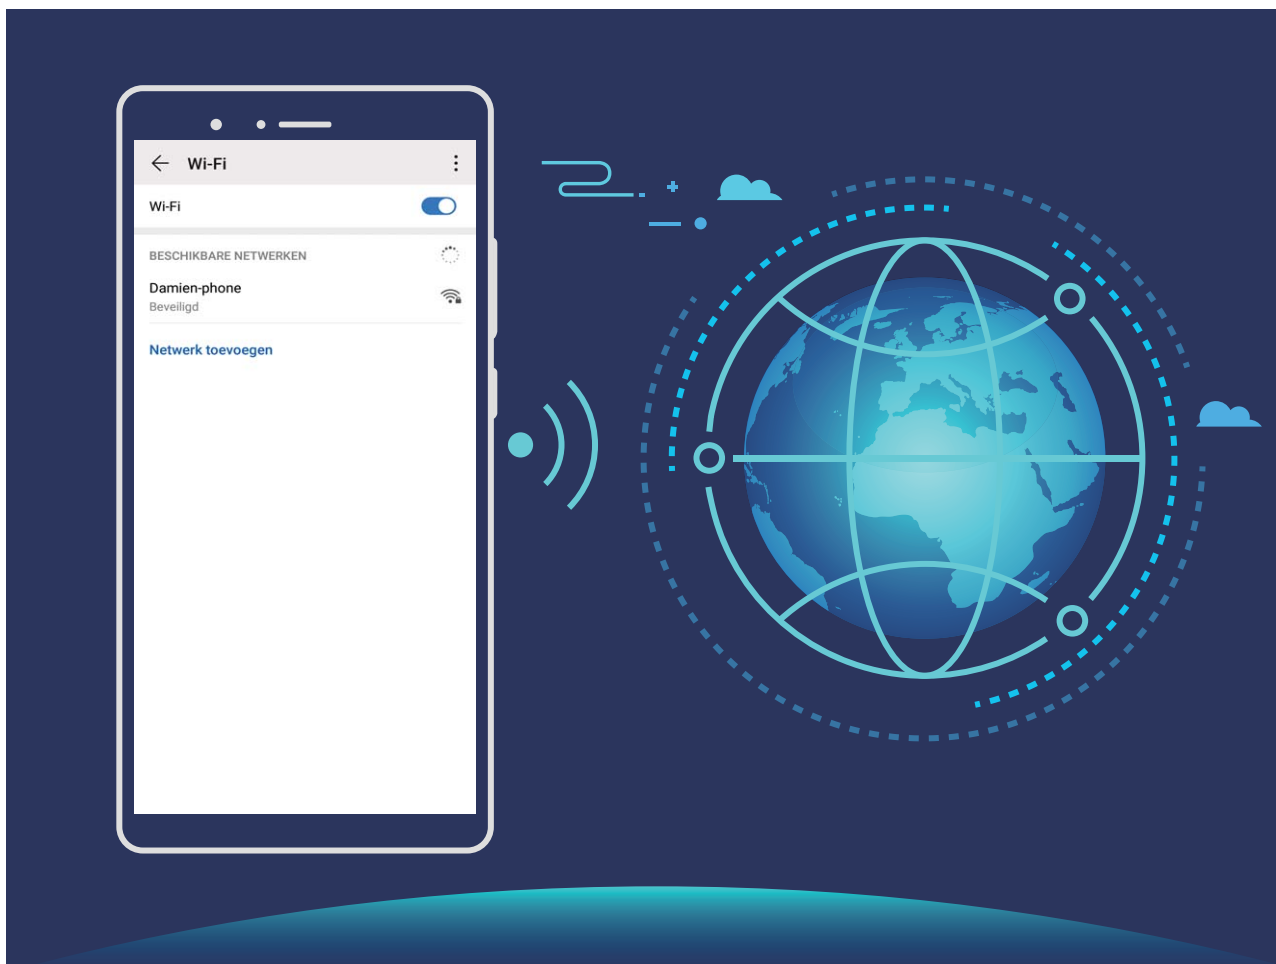 Wi-Fi
Wi-Fi
BESCHIKBARE NETWERKEN
Damien-phone
Beveiligd
Netwerk toevoegen